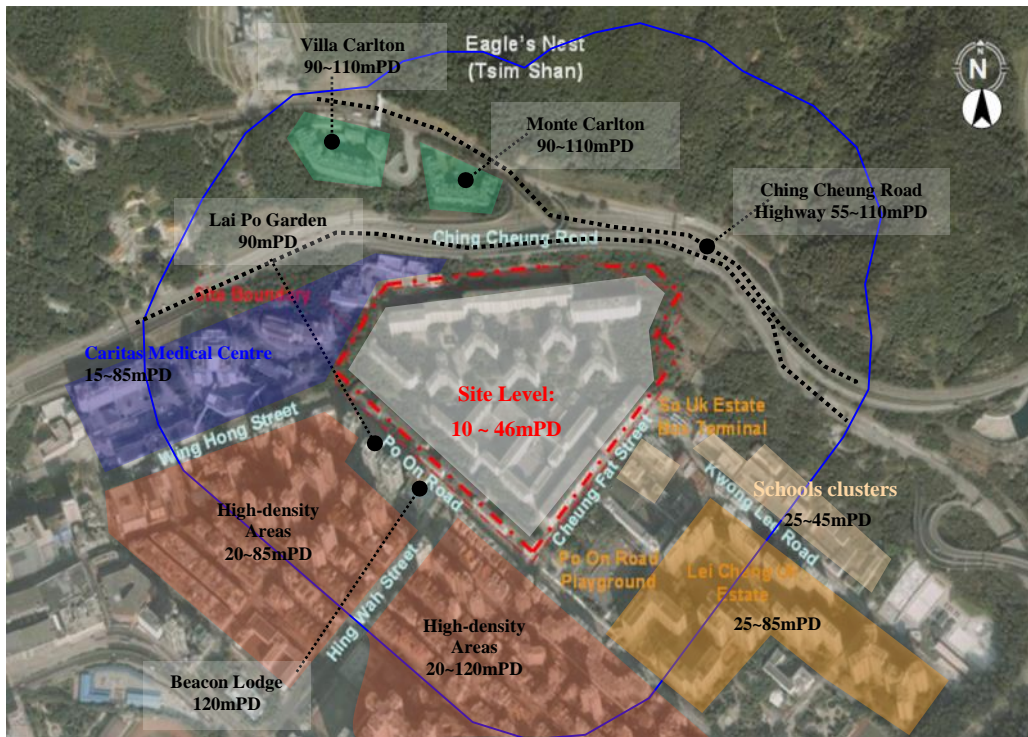 Villa Carlton
90~110mPD
Eagle's Nest
(Tsim Shan)
N
Monte Carlton
90~110mPD
Ching Cheung Road
Highway 55~110mPD
Lai Po Garden
90mPD
Ching Cheung Road
Site Boundary
Caritas Medical Centre
15~85mPD
Site Level:
10 ~ 46mPD
So Uk Estate
Bus Terminal
Wing Hong Street
Po On Road
Cheung Fat Street
Kwong Lee Road
Schools clusters
25~45mPD
High-density
Areas
20~85mPD
Po On Road
Playground
Lei Cheng Uk
Estate
25~85mPD
Hing Wah Street
High-density
Areas
20~120mPD
Beacon Lodge
120mPD